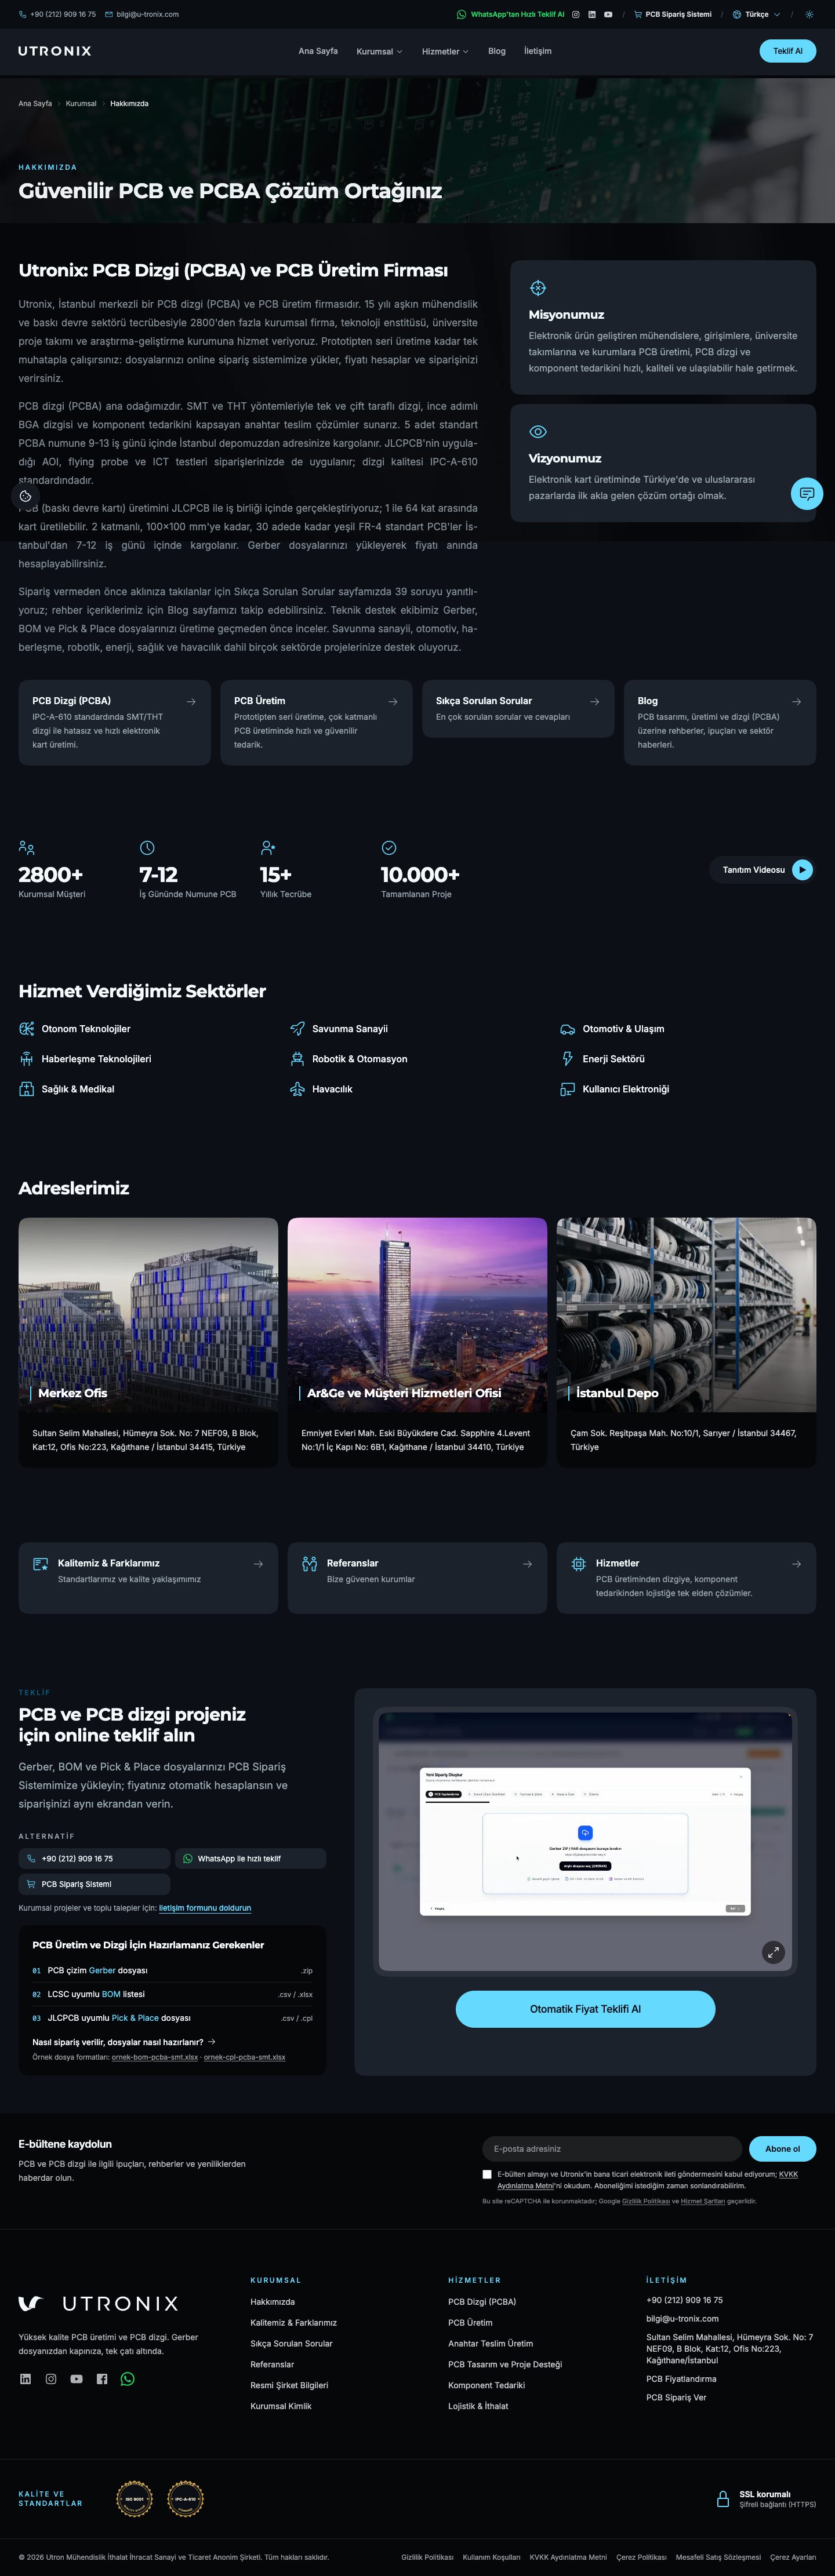 +90 (212) 909 16 75
bilgi@u-tronix.com
WhatsApp'tan Hızlı Teklif Al
/
PCB Sipariş Sistemi
/
Türkçe
/
UTRONIX
Ana Sayfa
Kurumsal
Hizmetler
Blog
İletişim
Teklif Al
Ana Sayfa > Kurumsal > Hakkımızda
HAKKIMIZDA
Güvenilir PCB ve PCBA Çözüm Ortağınız
Utronix: PCB Dizgi (PCBA) ve PCB Üretim Firması
Utronix, İstanbul merkezli bir PCB dizgi (PCBA) ve PCB üretim firmasıdır. 15 yılı aşkın mühendislik
ve baskı devre sektörü tecrübesiyle 2800'den fazla kurumsal firma, teknoloji enstitüsü, üniversite
proje takımı ve araştırma-geliştirme kurumuna hizmet veriyoruz. Prototipten seri üretime kadar tek
muhatapla çalışırsınız: dosyalarınızı online sipariş sistemimize yükler, fiyatı hesaplar ve siparişinizi
verirsiniz.
PCB dizgi (PCBA) ana odağımızdır. SMT ve THT yöntemleriyle tek ve çift taraflı dizgi, ince adımlı
BGA dizgisi ve komponent tedarikini kapsayan anahtar teslim çözümler sunarız. 5 adet standart
PCBA numune 9-13 iş günü içinde İstanbul depomuzdan adresinize kargolanır. JLCPCB'nin uygula-
dığı AOI, flying probe ve ICT testleri siparişlerinizde de uygulanır; dizgi kalitesi IPC-A-610
standardındadır.
PCB (baskı devre kartı) üretimini JLCPCB ile iş birliği içinde gerçekleştiriyoruz; 1 ile 64 kat arasında
kart üretilebilir. 2 katmanlı, 100×100 mm'ye kadar, 30 adede kadar yeşil FR-4 standart PCB'ler İs-
tanbul'dan 7-12 iş günü içinde kargolanır. Gerber dosyalarınızı yükleyerek fiyatı anında
hesaplayabilirsiniz.
Sipariş vermeden önce aklınıza takılanlar için Sıkça Sorulan Sorular sayfamızda 39 soruyu yanıtlı-
yoruz; rehber içeriklerimiz için Blog sayfamızı takip edebilirsiniz. Teknik destek ekibimiz Gerber,
BOM ve Pick & Place dosyalarınızı üretime geçmeden önce inceler. Savunma sanayii, otomotiv, ha-
berleşme, robotik, enerji, sağlık ve havacılık dahil birçok sektörde projelerinize destek oluyoruz.
Misyonumuz
Elektronik ürün geliştiren mühendislere, girişimlere, üniversite
takımlarına ve kurumlara PCB üretimi, PCB dizgi ve
komponent tedarikini hızlı, kaliteli ve ulaşılabilir hale getirmek.
Vizyonumuz
Elektronik kart üretiminde Türkiye'de ve uluslararası
pazarlarda ilk akla gelen çözüm ortağı olmak.
PCB Dizgi (PCBA)
IPC-A-610 standardında SMT/THT
dizgi ile hatasız ve hızlı elektronik
kart üretimi.
PCB Üretim
Prototipten seri üretime, çok katmanlı
PCB üretiminde hızlı ve güvenilir
tedarik.
Sıkça Sorulan Sorular
En çok sorulan sorular ve cevapları
Blog
PCB tasarımı, üretimi ve dizgi (PCBA)
üzerine rehberler, ipuçları ve sektör
haberleri.
2800+
Kurumsal Müşteri
7-12
İş Gününde Numune PCB
15+
Yıllık Tecrübe
10.000+
Tamamlanan Proje
Tanıtım Videosu
Hizmet Verdiğimiz Sektörler
Otonom Teknolojiler
Savunma Sanayii
Otomotiv & Ulaşım
Haberleşme Teknolojileri
Robotik & Otomasyon
Enerji Sektörü
Sağlık & Medikal
Havacılık
Kullanıcı Elektroniği
Adreslerimiz
Merkez Ofis
Sultan Selim Mahallesi, Hümeyra Sok. No: 7 NEF09, B Blok,
Kat:12, Ofis No:223, Kağıthane / İstanbul 34415, Türkiye
Ar&Ge ve Müşteri Hizmetleri Ofisi
Emniyet Evleri Mah. Eski Büyükdere Cad. Sapphire 4.Levent
No:1/1 İç Kapı No: 6B1, Kağıthane / İstanbul 34410, Türkiye
İstanbul Depo
Çam Sok. Reşitpaşa Mah. No:10/1, Sarıyer / İstanbul 34467,
Türkiye
Kalitemiz & Farklarımız
Standartlarımız ve kalite yaklaşımımız
Referanslar
Bize güvenen kurumlar
Hizmetler
PCB üretiminden dizgiye, komponent
tedarikinden lojistiğe tek elden çözümler.
TEKLİF
PCB ve PCB dizgi projeniz
için online teklif alın
Gerber, BOM ve Pick & Place dosyalarınızı PCB Sipariş
Sistemimize yükleyin; fiyatınız otomatik hesaplansın ve
siparişinizi aynı ekrandan verin.
ALTERNATİF
+90 (212) 909 16 75
WhatsApp ile hızlı teklif
PCB Sipariş Sistemi
Kurumsal projeler ve toplu talepler için: iletişim formunu doldurun
PCB Üretim ve Dizgi İçin Hazırlamanız Gerekenler
01 PCB çizim Gerber dosyası .zip
02 LCSC uyumlu BOM listesi .csv / .xlsx
03 JLCPCB uyumlu Pick & Place dosyası .csv / .cpl
Nasıl sipariş verilir, dosyalar nasıl hazırlanır?
Örnek dosya formatları: ornek-bom-pcba-smt.xlsx · ornek-cpl-pcba-smt.xlsx
Yeni Sipariş Oluştur
Otomatik Fiyat Teklifi Al
E-bültene kaydolun
PCB ve PCB dizgi ile ilgili ipuçları, rehberler ve yeniliklerden
haberdar olun.
E-posta adresiniz
Abone ol
E-bülten almayı ve Utronix'in bana ticari elektronik ileti göndermesini kabul ediyorum; KVKK
Aydınlatma Metni'ni okudum. Aboneliğimi istediğim zaman sonlandırabilirim.
Bu site reCAPTCHA ile korunmaktadır; Google Gizlilik Politikası ve Hizmet Şartları geçerlidir.
UTRONIX
Yüksek kalite PCB üretimi ve PCB dizgi. Gerber
dosyanızdan kapınıza, tek çatı altında.
KURUMSAL
Hakkımızda
Kalitemiz & Farklarımız
Sıkça Sorulan Sorular
Referanslar
Resmi Şirket Bilgileri
Kurumsal Kimlik
HİZMETLER
PCB Dizgi (PCBA)
PCB Üretim
Anahtar Teslim Üretim
PCB Tasarım ve Proje Desteği
Komponent Tedariki
Lojistik & İthalat
İLETİŞİM
+90 (212) 909 16 75
bilgi@u-tronix.com
Sultan Selim Mahallesi, Hümeyra Sok. No: 7
NEF09, B Blok, Kat:12, Ofis No:223,
Kağıthane/İstanbul
PCB Fiyatlandırma
PCB Sipariş Ver
KALİTE VE
STANDARTLAR
ISO 9001
IPC-A-610
SSL korumalı
Şifreli bağlantı (HTTPS)
© 2026 Utron Mühendislik İthalat İhracat Sanayi ve Ticaret Anonim Şirketi. Tüm hakları saklıdır.
Gizlilik Politikası
Kullanım Koşulları
KVKK Aydınlatma Metni
Çerez Politikası
Mesafeli Satış Sözleşmesi
Çerez Ayarları